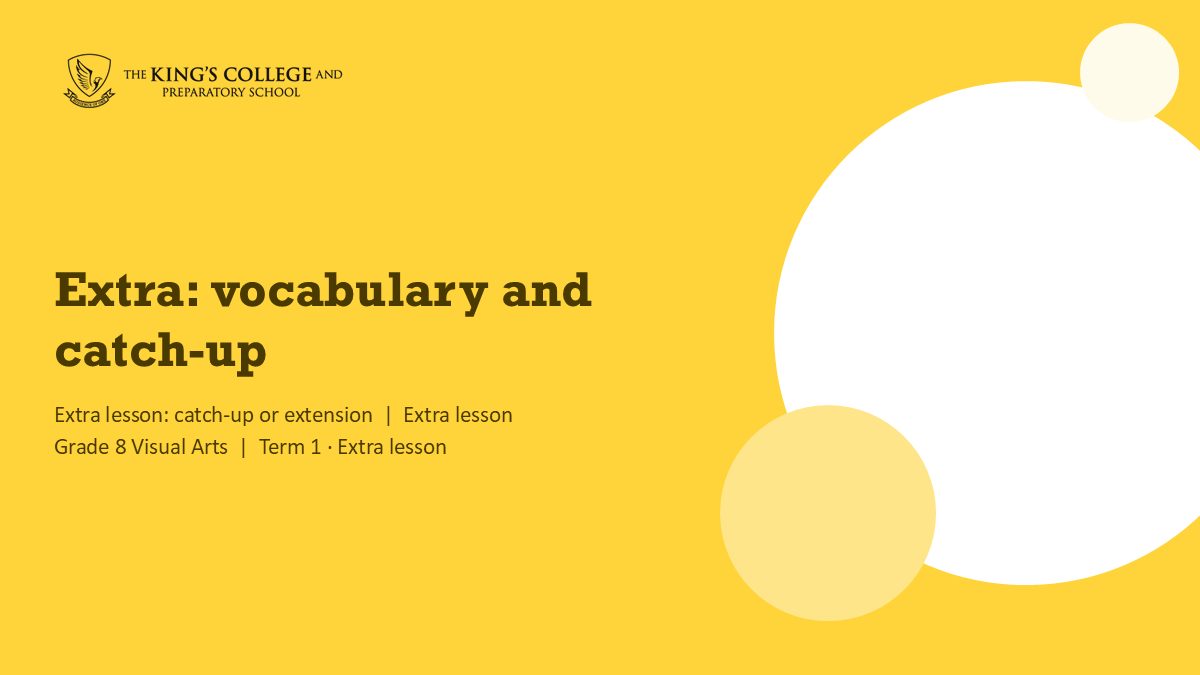 THE KING'S COLLEGE AND
PREPARATORY SCHOOL
Extra: vocabulary and
catch-up
Extra lesson: catch-up or extension | Extra lesson
Grade 8 Visual Arts | Term 1 · Extra lesson